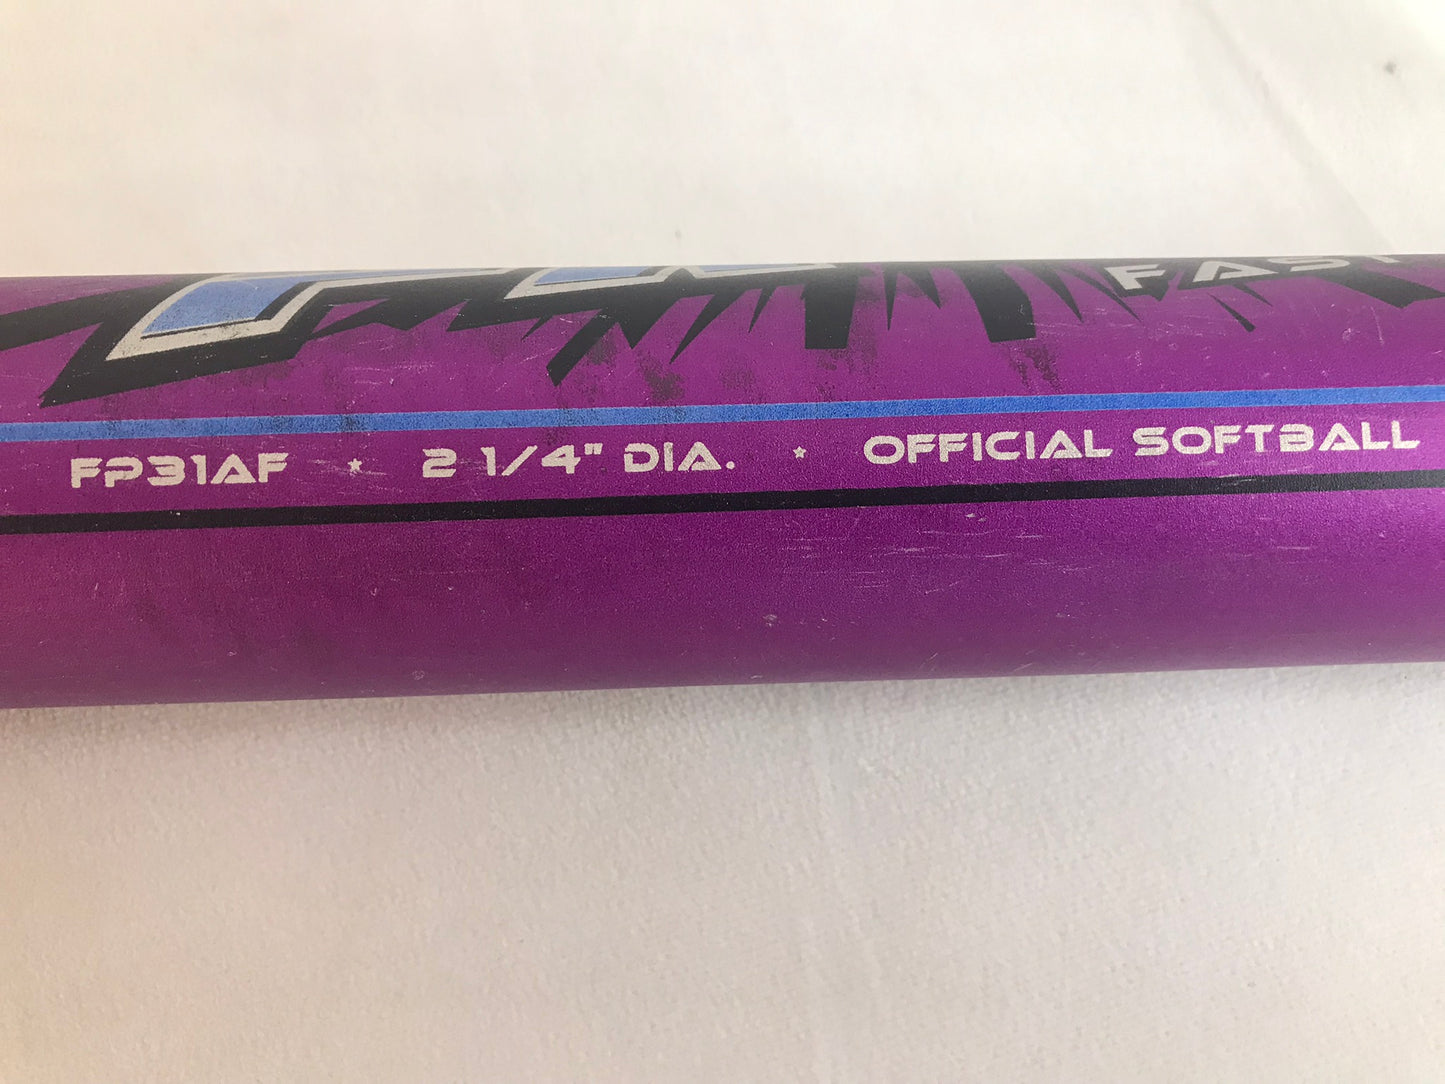 FAST
FP31AF * 2 1/4" DIA. * OFFICIAL SOFTBALL